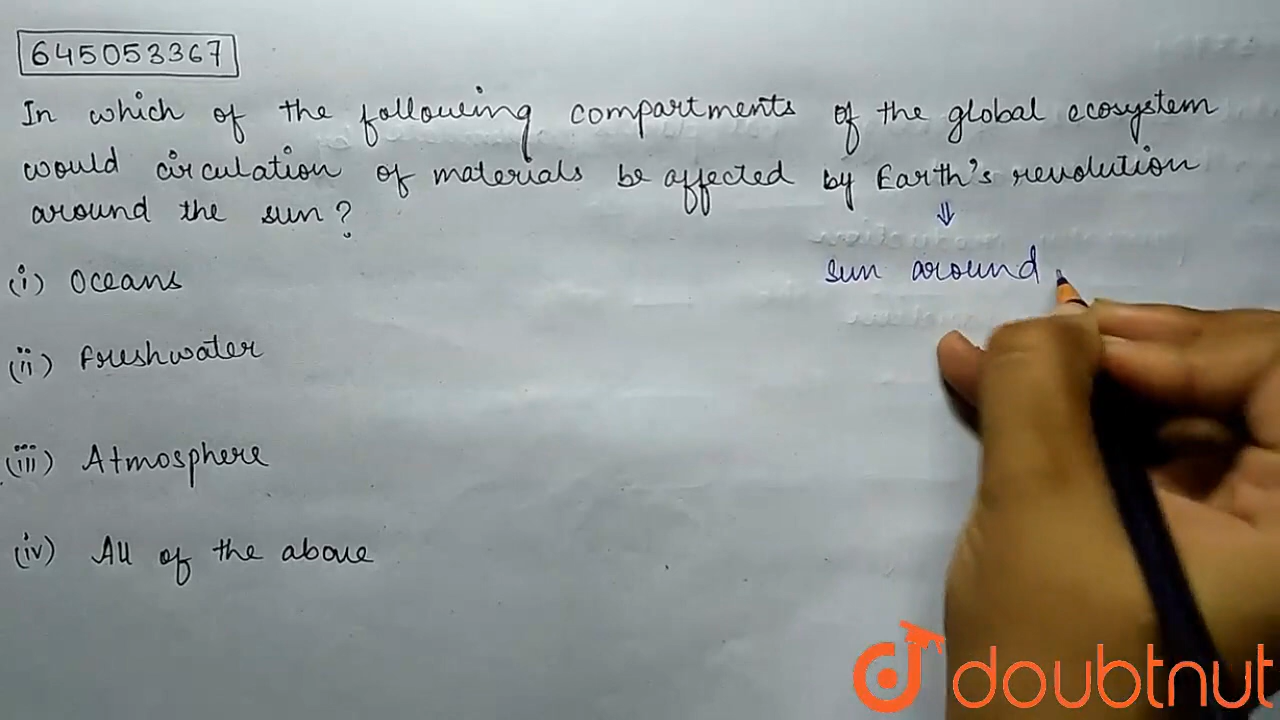 645053367
In which of the following compartments of the global ecosystem
would circulation of materials be affected by Earth's revolution
around the sun?
⇓
sun around
(i) Oceans
(ii) Freshwater
(iii) Atmosphere
(iv) All of the above
doubtnut